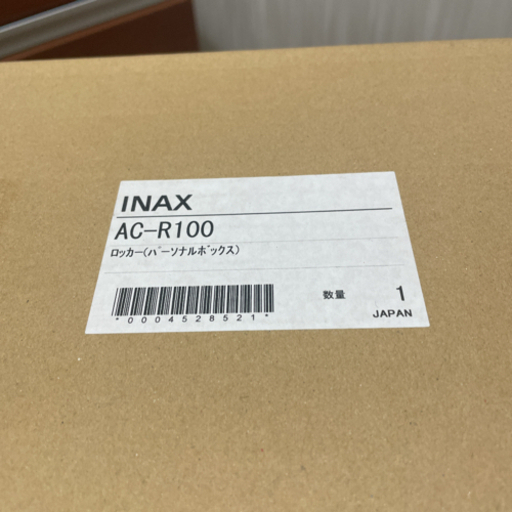 INAX
AC-R100
ロッカー(パーソナルボックス)
*0004528521*
数量 1
JAPAN